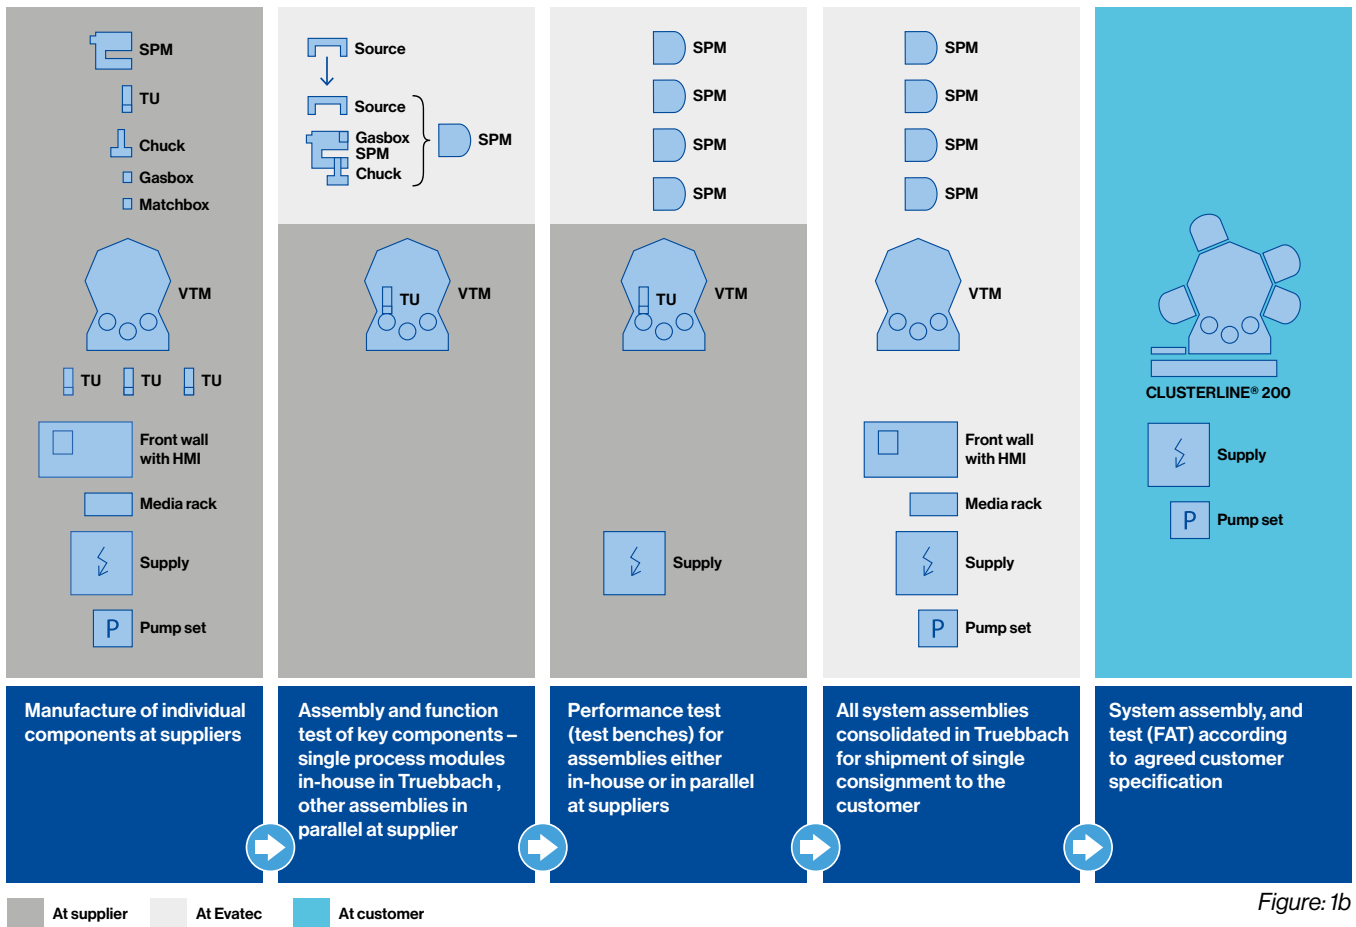 SPM
TU
Chuck
Gasbox
Matchbox
VTM
TU
TU
TU
Front wall
with HMI
Media rack
Supply
P
Pump set
Source
Source
Gasbox
SPM
Chuck
SPM
TU
VTM
SPM
SPM
SPM
SPM
TU
VTM
Supply
SPM
SPM
SPM
SPM
VTM
Front wall
with HMI
Media rack
Supply
P
Pump set
CLUSTERLINE® 200
Supply
P
Pump set
Manufacture of individual
components at suppliers
Assembly and function
test of key components –
single process modules
in-house in Truebbach ,
other assemblies in
parallel at supplier
Performance test
(test benches) for
assemblies either
in-house or in parallel
at suppliers
All system assemblies
consolidated in Truebbach
for shipment of single
consignment to the
customer
System assembly, and
test (FAT) according
to agreed customer
specification
At supplier
At Evatec
At customer
Figure: 1b